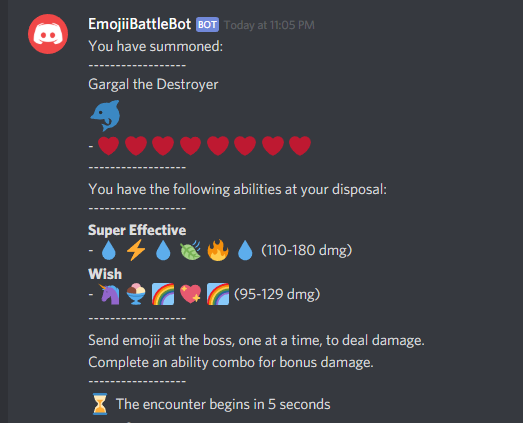 EmojiiBattleBot BOT Today at 11:05 PM
You have summoned:
------------------
Gargal the Destroyer
🐬
- ❤️ ❤️ ❤️ ❤️ ❤️ ❤️ ❤️ ❤️
------------------
You have the following abilities at your disposal:
------------------
Super Effective
- 💧 ⚡ 💧 🍃 🔥 💧 (110-180 dmg)
Wish
- 🦄 🍨 🌈 💖 🌈 (95-129 dmg)
------------------
Send emojii at the boss, one at a time, to deal damage.
Complete an ability combo for bonus damage.
------------------
⏳ The encounter begins in 5 seconds